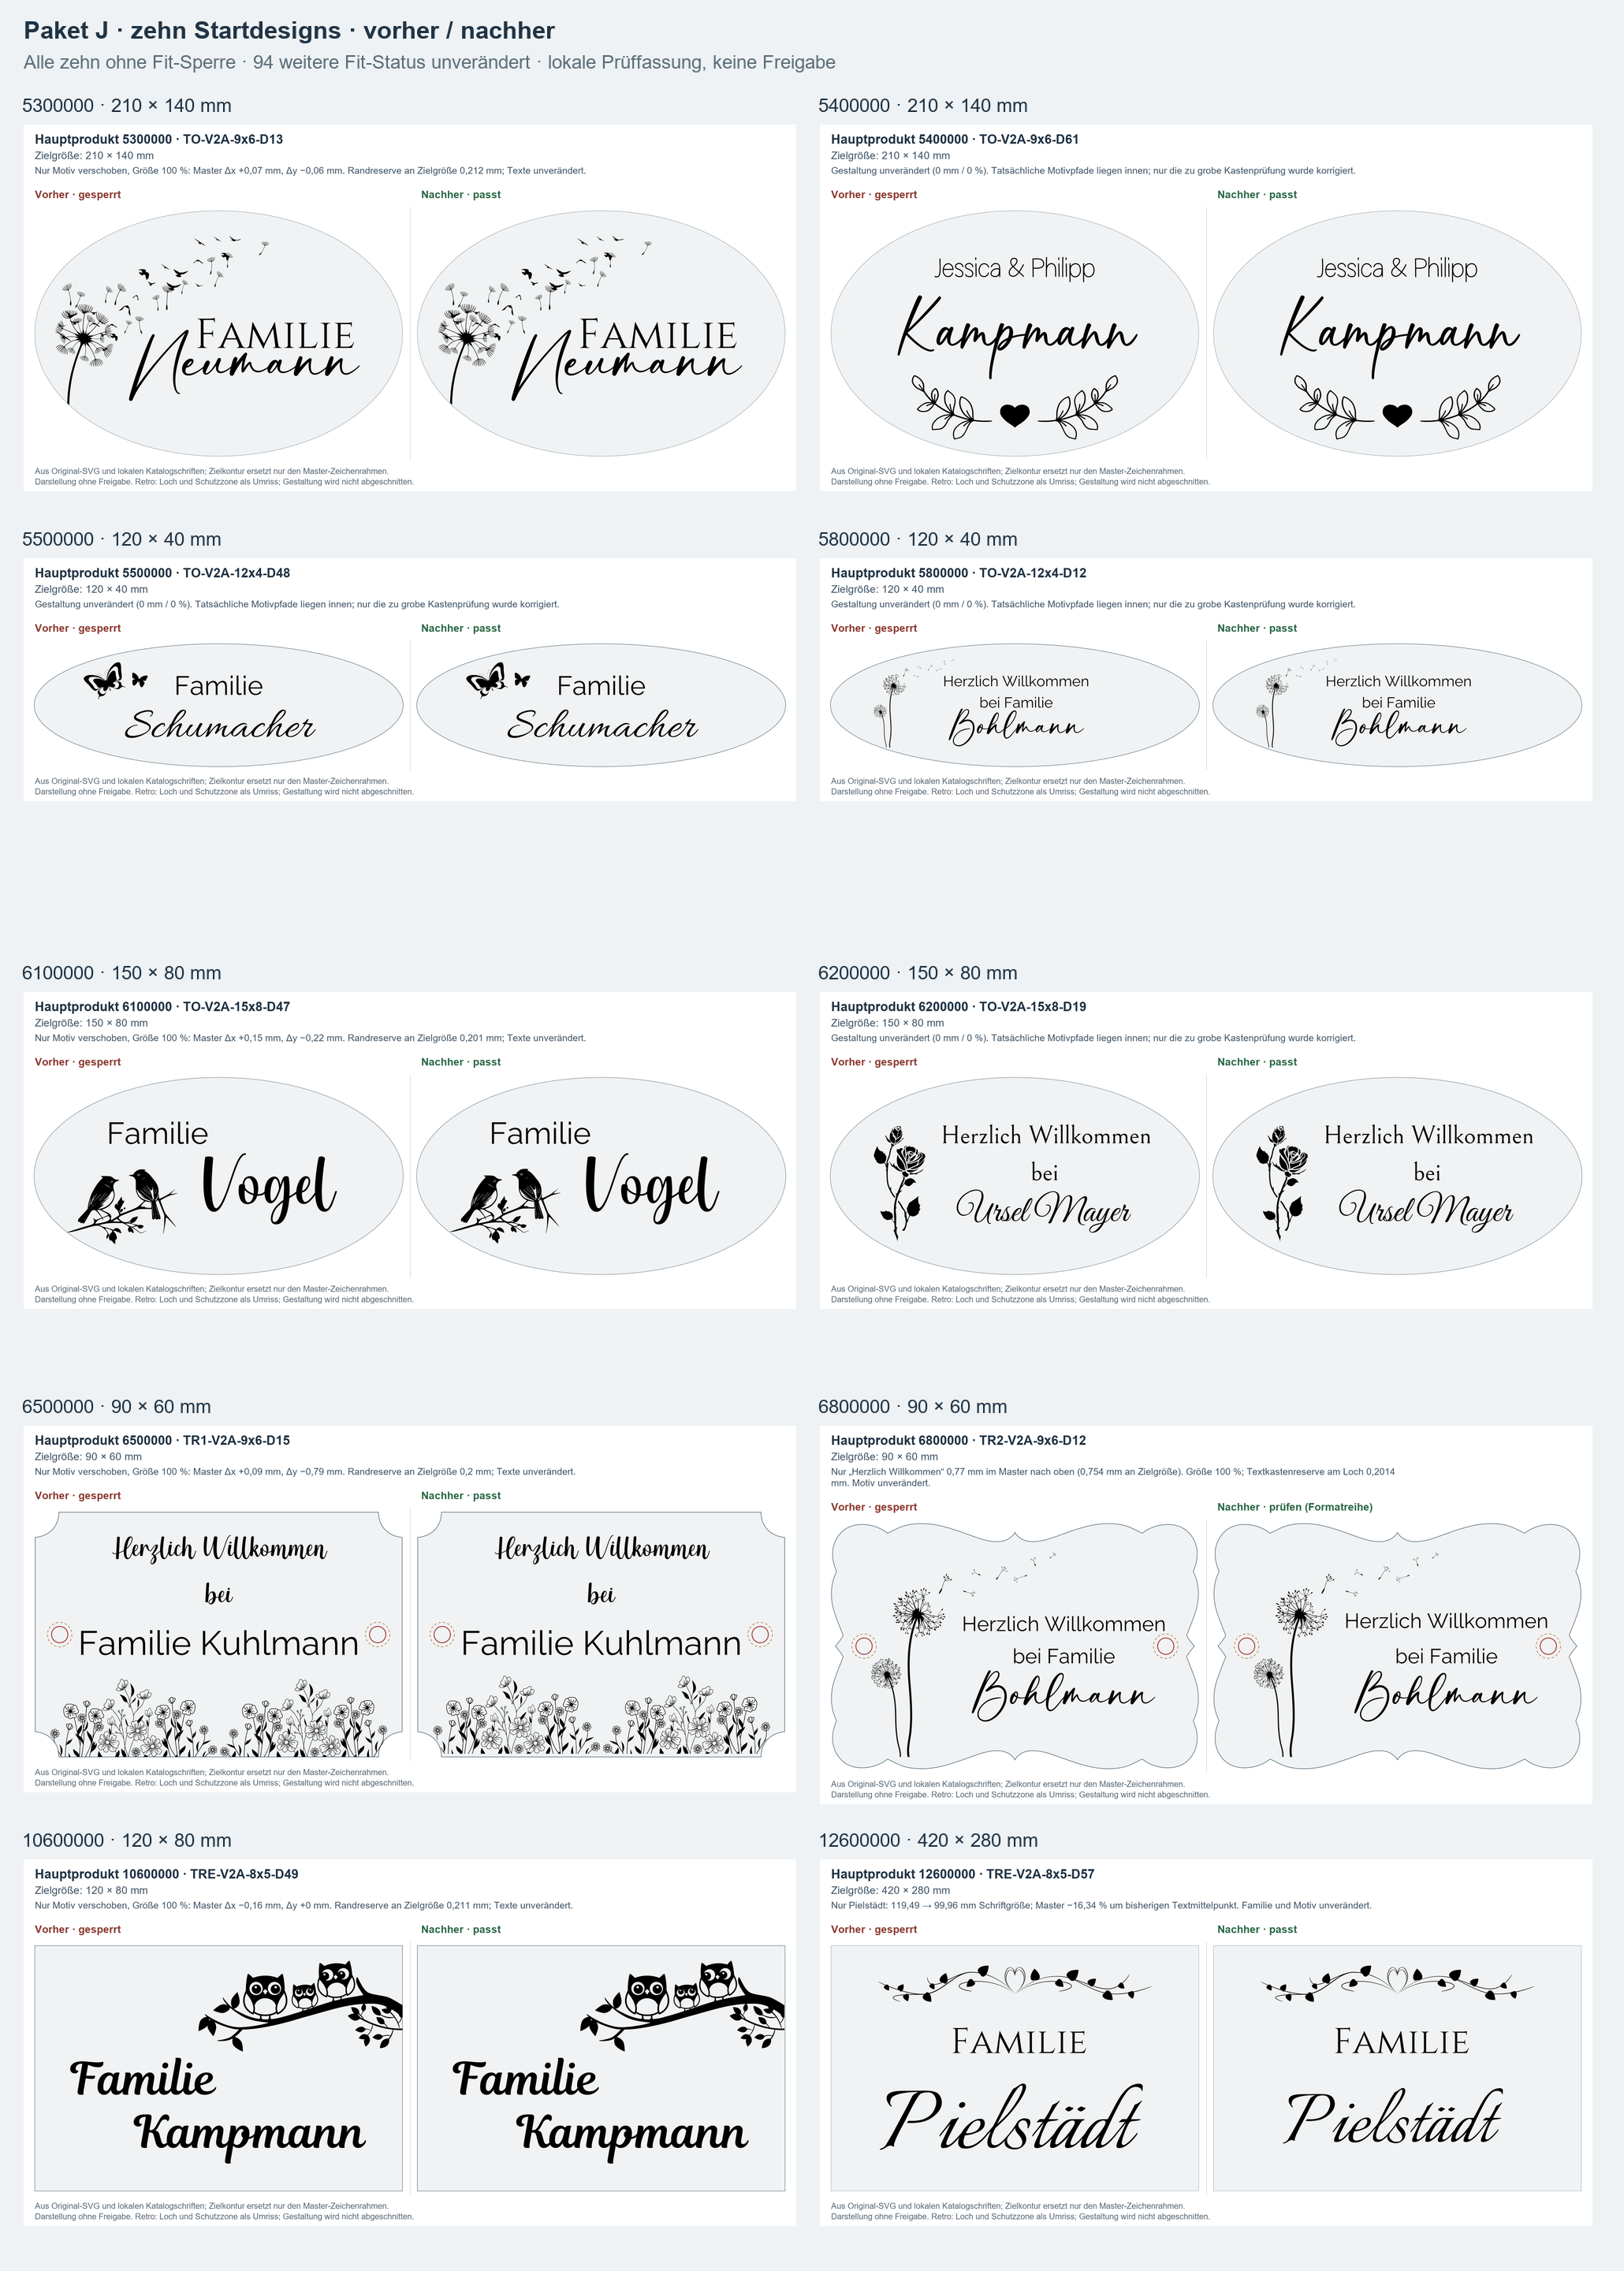 Paket J · zehn Startdesigns · vorher / nachher
Alle zehn ohne Fit-Sperre · 94 weitere Fit-Status unverändert · lokale Prüffassung, keine Freigabe
5300000 · 210 × 140 mm
Hauptprodukt 5300000 · TO-V2A-9x6-D13
Zielgröße: 210 × 140 mm
Nur Motiv verschoben, Größe 100 %: Master Δx +0,07 mm, Δy −0,06 mm. Randreserve an Zielgröße 0,212 mm; Texte unverändert.
Vorher · gesperrt
Nachher · passt
FAMILIE
Neumann
FAMILIE
Neumann
Aus Original-SVG und lokalen Katalogschriften; Zielkontur ersetzt nur den Master-Zeichenrahmen.
Darstellung ohne Freigabe. Retro: Loch und Schutzzone als Umriss; Gestaltung wird nicht abgeschnitten.
5400000 · 210 × 140 mm
Hauptprodukt 5400000 · TO-V2A-9x6-D61
Zielgröße: 210 × 140 mm
Gestaltung unverändert (0 mm / 0 %). Tatsächliche Motivpfade liegen innen; nur die zu grobe Kastenprüfung wurde korrigiert.
Vorher · gesperrt
Nachher · passt
Jessica & Philipp
Kampmann
Jessica & Philipp
Kampmann
Aus Original-SVG und lokalen Katalogschriften; Zielkontur ersetzt nur den Master-Zeichenrahmen.
Darstellung ohne Freigabe. Retro: Loch und Schutzzone als Umriss; Gestaltung wird nicht abgeschnitten.
5500000 · 120 × 40 mm
Hauptprodukt 5500000 · TO-V2A-12x4-D48
Zielgröße: 120 × 40 mm
Gestaltung unverändert (0 mm / 0 %). Tatsächliche Motivpfade liegen innen; nur die zu grobe Kastenprüfung wurde korrigiert.
Vorher · gesperrt
Nachher · passt
Familie
Schumacher
Familie
Schumacher
Aus Original-SVG und lokalen Katalogschriften; Zielkontur ersetzt nur den Master-Zeichenrahmen.
Darstellung ohne Freigabe. Retro: Loch und Schutzzone als Umriss; Gestaltung wird nicht abgeschnitten.
5800000 · 120 × 40 mm
Hauptprodukt 5800000 · TO-V2A-12x4-D12
Zielgröße: 120 × 40 mm
Gestaltung unverändert (0 mm / 0 %). Tatsächliche Motivpfade liegen innen; nur die zu grobe Kastenprüfung wurde korrigiert.
Vorher · gesperrt
Nachher · passt
Herzlich Willkommen
bei Familie
Bohlmann
Herzlich Willkommen
bei Familie
Bohlmann
Aus Original-SVG und lokalen Katalogschriften; Zielkontur ersetzt nur den Master-Zeichenrahmen.
Darstellung ohne Freigabe. Retro: Loch und Schutzzone als Umriss; Gestaltung wird nicht abgeschnitten.
6100000 · 150 × 80 mm
Hauptprodukt 6100000 · TO-V2A-15x8-D47
Zielgröße: 150 × 80 mm
Nur Motiv verschoben, Größe 100 %: Master Δx +0,15 mm, Δy −0,22 mm. Randreserve an Zielgröße 0,201 mm; Texte unverändert.
Vorher · gesperrt
Nachher · passt
Familie
Vogel
Familie
Vogel
Aus Original-SVG und lokalen Katalogschriften; Zielkontur ersetzt nur den Master-Zeichenrahmen.
Darstellung ohne Freigabe. Retro: Loch und Schutzzone als Umriss; Gestaltung wird nicht abgeschnitten.
6200000 · 150 × 80 mm
Hauptprodukt 6200000 · TO-V2A-15x8-D19
Zielgröße: 150 × 80 mm
Gestaltung unverändert (0 mm / 0 %). Tatsächliche Motivpfade liegen innen; nur die zu grobe Kastenprüfung wurde korrigiert.
Vorher · gesperrt
Nachher · passt
Herzlich Willkommen
bei
Ursel Mayer
Herzlich Willkommen
bei
Ursel Mayer
Aus Original-SVG und lokalen Katalogschriften; Zielkontur ersetzt nur den Master-Zeichenrahmen.
Darstellung ohne Freigabe. Retro: Loch und Schutzzone als Umriss; Gestaltung wird nicht abgeschnitten.
6500000 · 90 × 60 mm
Hauptprodukt 6500000 · TR1-V2A-9x6-D15
Zielgröße: 90 × 60 mm
Nur Motiv verschoben, Größe 100 %: Master Δx +0,09 mm, Δy −0,79 mm. Randreserve an Zielgröße 0,2 mm; Texte unverändert.
Vorher · gesperrt
Nachher · passt
Herzlich Willkommen
bei
Familie Kuhlmann
Herzlich Willkommen
bei
Familie Kuhlmann
Aus Original-SVG und lokalen Katalogschriften; Zielkontur ersetzt nur den Master-Zeichenrahmen.
Darstellung ohne Freigabe. Retro: Loch und Schutzzone als Umriss; Gestaltung wird nicht abgeschnitten.
6800000 · 90 × 60 mm
Hauptprodukt 6800000 · TR2-V2A-9x6-D12
Zielgröße: 90 × 60 mm
Nur „Herzlich Willkommen“ 0,77 mm im Master nach oben (0,754 mm an Zielgröße). Größe 100 %; Textkastenreserve am Loch 0,2014
mm. Motiv unverändert.
Vorher · gesperrt
Nachher · prüfen (Formatreihe)
Herzlich Willkommen
bei Familie
Bohlmann
Herzlich Willkommen
bei Familie
Bohlmann
Aus Original-SVG und lokalen Katalogschriften; Zielkontur ersetzt nur den Master-Zeichenrahmen.
Darstellung ohne Freigabe. Retro: Loch und Schutzzone als Umriss; Gestaltung wird nicht abgeschnitten.
10600000 · 120 × 80 mm
Hauptprodukt 10600000 · TRE-V2A-8x5-D49
Zielgröße: 120 × 80 mm
Nur Motiv verschoben, Größe 100 %: Master Δx −0,16 mm, Δy +0 mm. Randreserve an Zielgröße 0,211 mm; Texte unverändert.
Vorher · gesperrt
Nachher · passt
Familie
Kampmann
Familie
Kampmann
Aus Original-SVG und lokalen Katalogschriften; Zielkontur ersetzt nur den Master-Zeichenrahmen.
Darstellung ohne Freigabe. Retro: Loch und Schutzzone als Umriss; Gestaltung wird nicht abgeschnitten.
12600000 · 420 × 280 mm
Hauptprodukt 12600000 · TRE-V2A-8x5-D57
Zielgröße: 420 × 280 mm
Nur Pielstädt: 119,49 → 99,96 mm Schriftgröße; Master −16,34 % um bisherigen Textmittelpunkt. Familie und Motiv unverändert.
Vorher · gesperrt
Nachher · passt
FAMILIE
Pielstädt
FAMILIE
Pielstädt
Aus Original-SVG und lokalen Katalogschriften; Zielkontur ersetzt nur den Master-Zeichenrahmen.
Darstellung ohne Freigabe. Retro: Loch und Schutzzone als Umriss; Gestaltung wird nicht abgeschnitten.